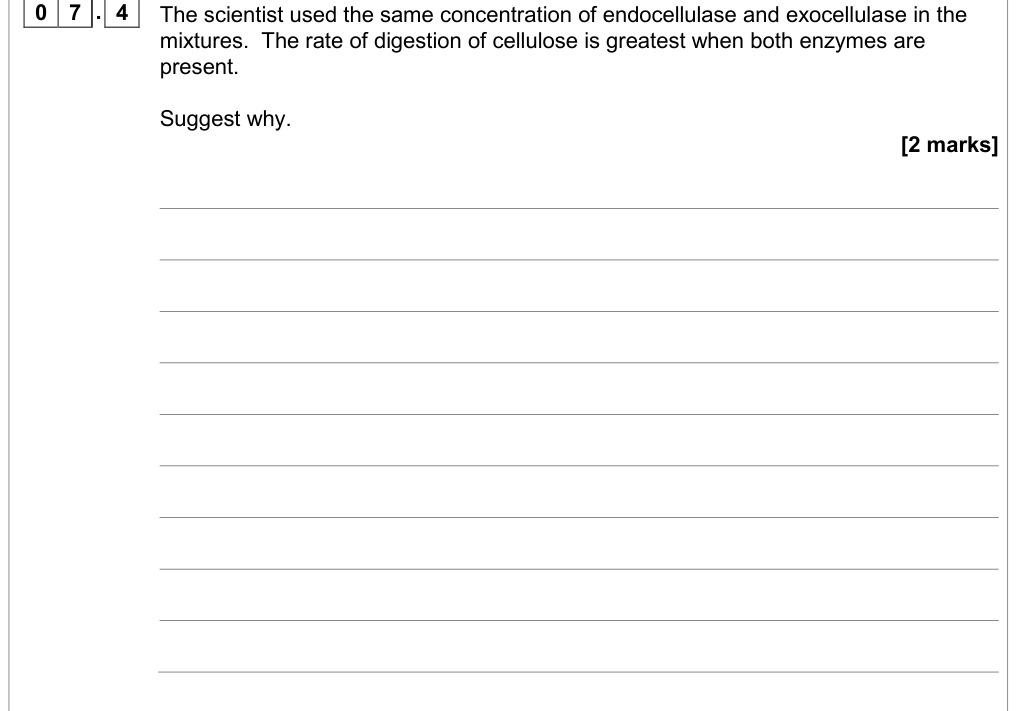 0 7 . 4 The scientist used the same concentration of endocellulase and exocellulase in the
mixtures. The rate of digestion of cellulose is greatest when both enzymes are
present.
Suggest why.
[2 marks]